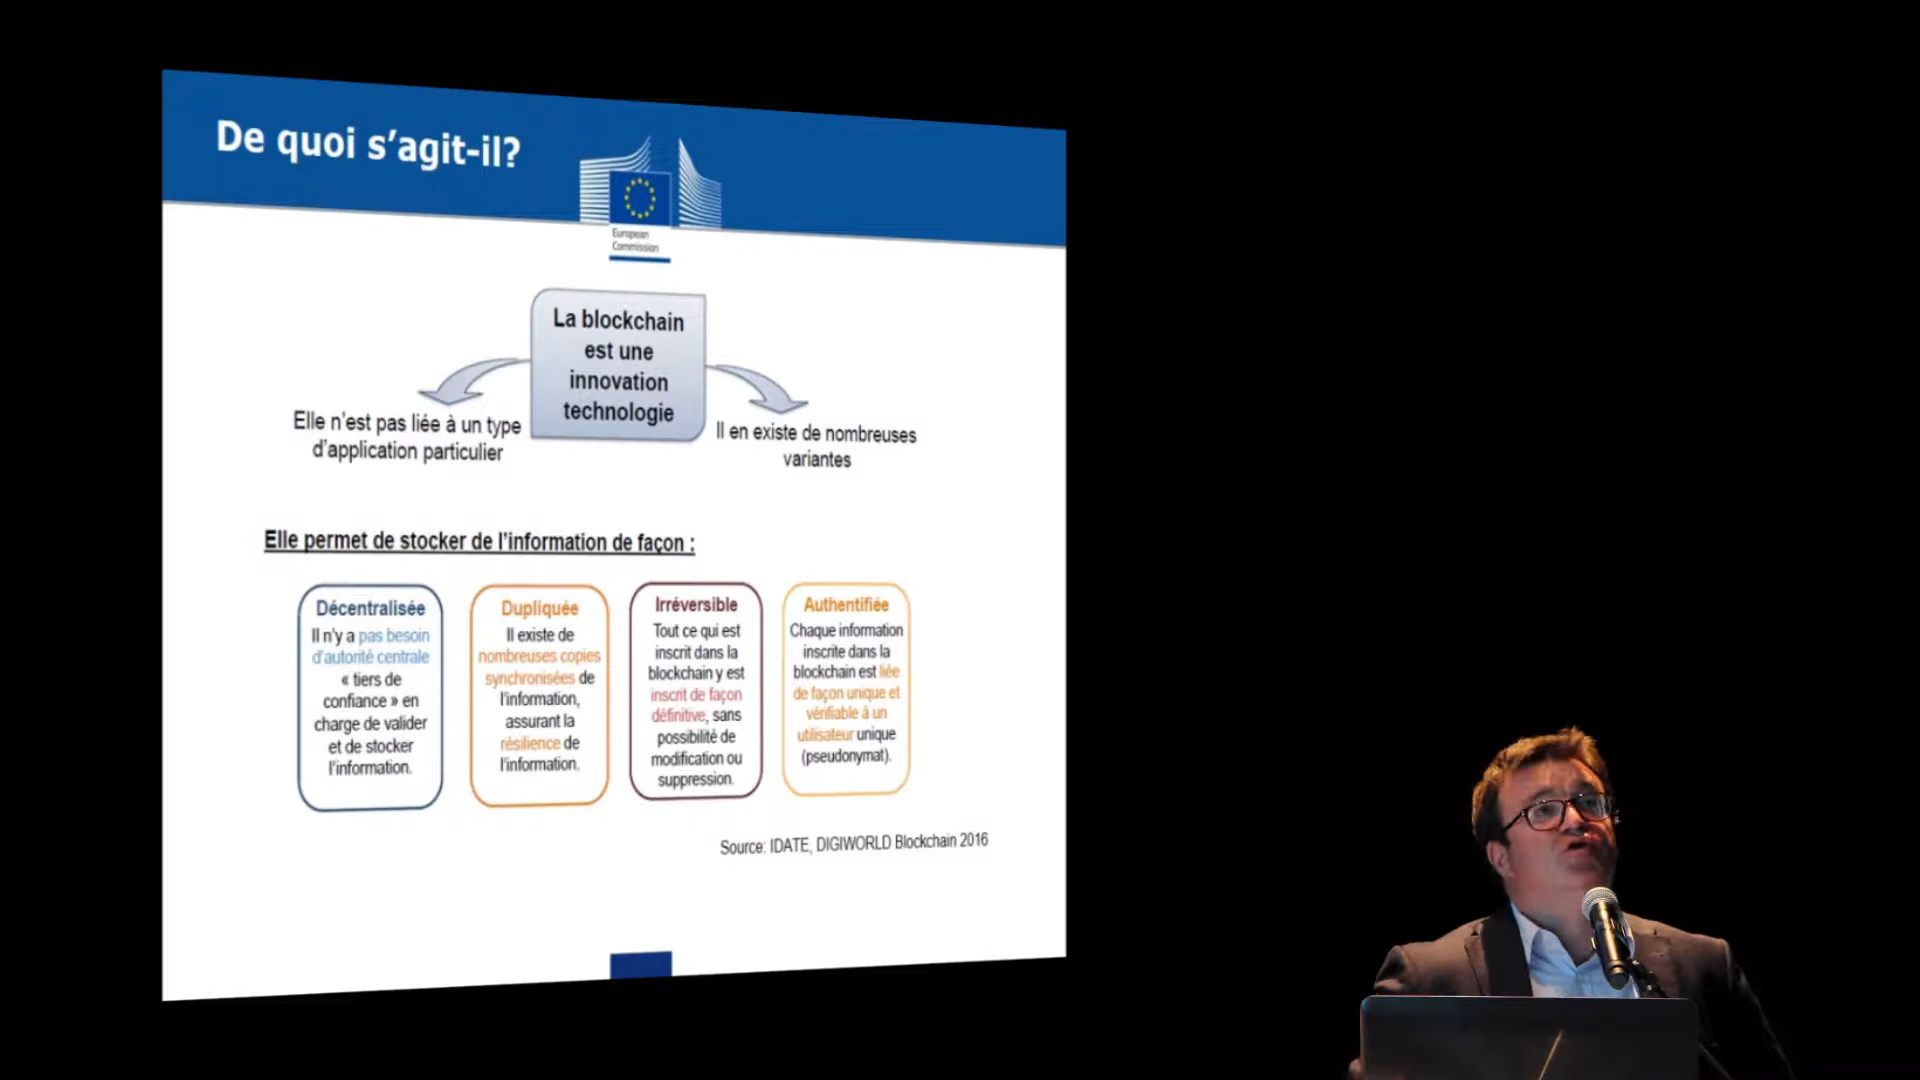 De quoi s’agit-il?
European
Commission
La blockchain
est une
innovation
technologie
Elle n’est pas liée à un type
d’application particulier
Il en existe de nombreuses
variantes
Elle permet de stocker de l’information de façon :
Décentralisée
Il n’y a pas besoin
d’autorité centrale
« tiers de
confiance » en
charge de valider
et de stocker
l’information.
Dupliquée
Il existe de
nombreuses copies
synchronisées de
l’information,
assurant la
résilience de
l’information.
Irréversible
Tout ce qui est
inscrit dans la
blockchain y est
inscrit de façon
définitive, sans
possibilité de
modification ou
suppression.
Authentifiée
Chaque information
inscrite dans la
blockchain est liée
de façon unique et
vérifiable à un
utilisateur unique
(pseudonymat).
Source: IDATE, DIGIWORLD Blockchain 2016